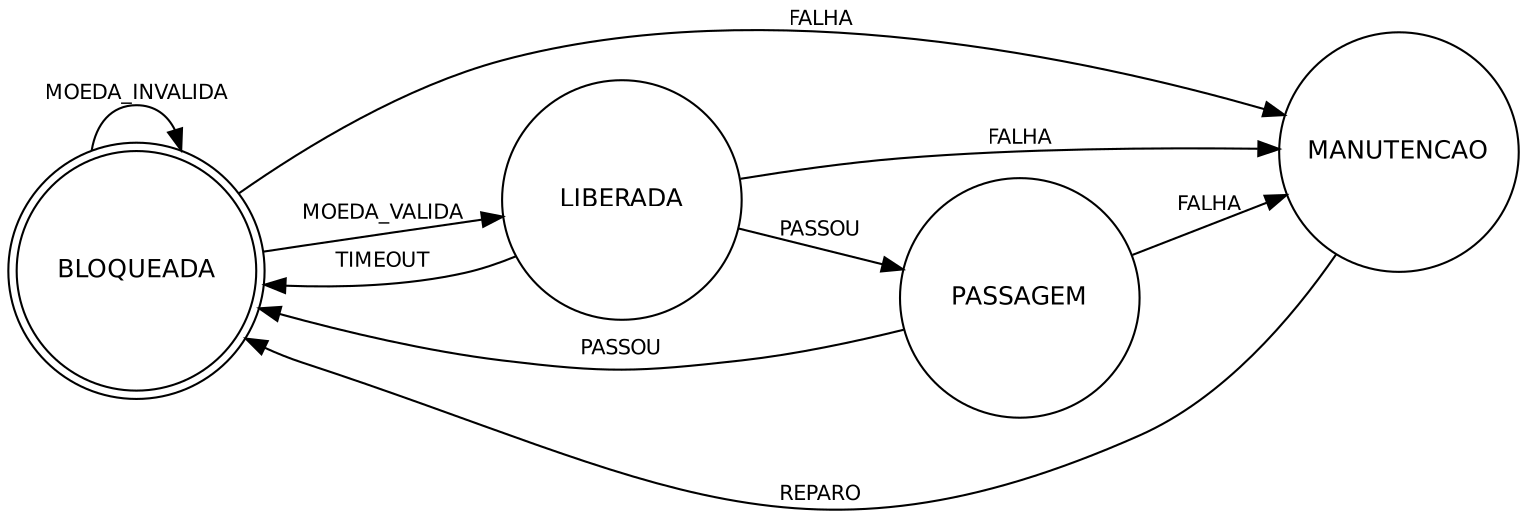 FALHA
MOEDA_INVALIDA
FALHA
MANUTENCAO
LIBERADA
MOEDA_VALIDA
FALHA
PASSOU
TIMEOUT
BLOQUEADA
PASSAGEM
PASSOU
REPARO